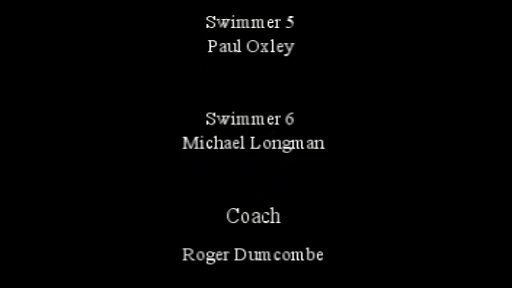 Swimmer 5
Paul Oxley
Swimmer 6
Michael Longman
Coach
Roger Dumcombe